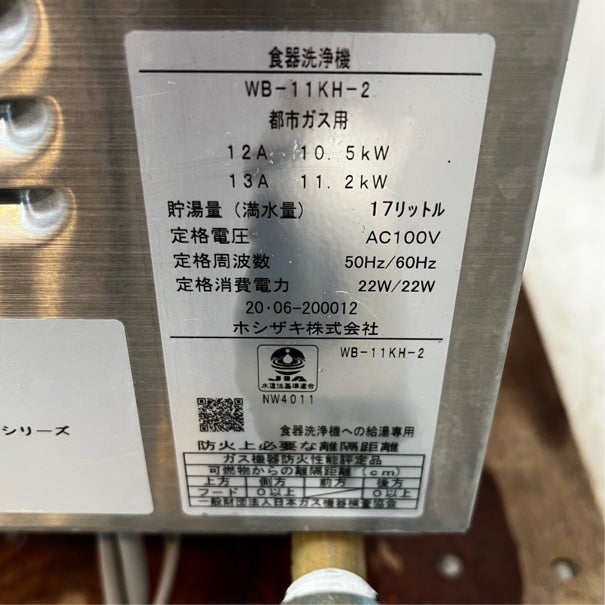 食器洗浄機
WB-11KH-2
都市ガス用
12A 10.5kW
13A 11.2kW
貯湯量（満水量） 17リットル
定格電圧 AC100V
定格周波数 50Hz/60Hz
定格消費電力 22W/22W
20·06-200012
ホシザキ株式会社
JIA
水道法基準適合
WB-11KH-2
NW4011
シリーズ
食器洗浄機への給湯専用
防火上必要な離隔距離
ガス機器防火性能評定品
可燃物からの離隔距離（cm）
上方 側方 前方 後方
フード 0以上 0以上
一般財団法人日本ガス機器検査協会